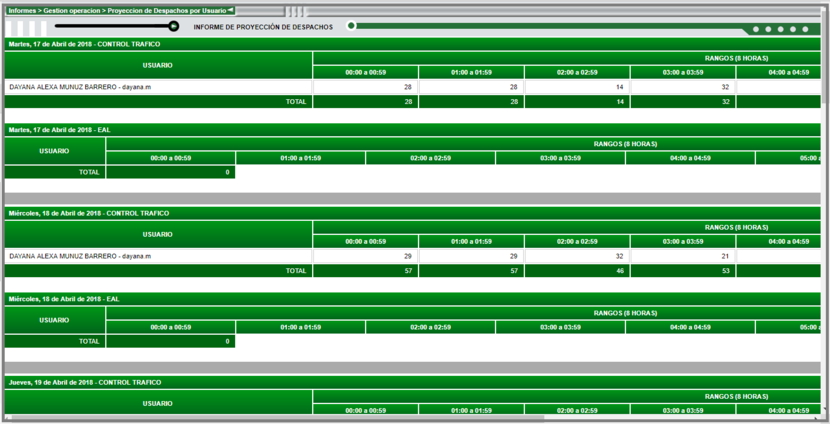 Informes > Gestion operacion > Proyeccion de Despachos por Usuario
INFORME DE PROYECCIÓN DE DESPACHOS
Martes, 17 de Abril de 2018 - CONTROL TRAFICO
USUARIO RANGOS (8 HORAS)
00:00 a 00:59 01:00 a 01:59 02:00 a 02:59 03:00 a 03:59 04:00 a 04:59
DAYANA ALEXA MUNUZ BARRERO - dayana.m 28 28 14 32
TOTAL 28 28 14 32
Martes, 17 de Abril de 2018 - EAL
USUARIO RANGOS (8 HORAS)
00:00 a 00:59 01:00 a 01:59 02:00 a 02:59 03:00 a 03:59 04:00 a 04:59 05:00 a
TOTAL 0
Miércoles, 18 de Abril de 2018 - CONTROL TRAFICO
USUARIO RANGOS (8 HORAS)
00:00 a 00:59 01:00 a 01:59 02:00 a 02:59 03:00 a 03:59 04:00 a 04:59
DAYANA ALEXA MUNUZ BARRERO - dayana.m 29 29 32 21
TOTAL 57 57 46 53
Miércoles, 18 de Abril de 2018 - EAL
USUARIO RANGOS (8 HORAS)
00:00 a 00:59 01:00 a 01:59 02:00 a 02:59 03:00 a 03:59 04:00 a 04:59 05:00 a
TOTAL 0
Jueves, 19 de Abril de 2018 - CONTROL TRAFICO
USUARIO RANGOS (8 HORAS)
00:00 a 00:59 01:00 a 01:59 02:00 a 02:59 03:00 a 03:59 04:00 a 04:59